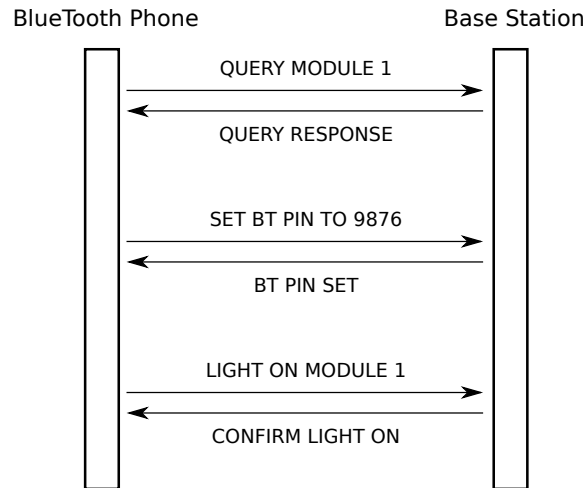 BlueTooth Phone
Base Station
QUERY MODULE 1
QUERY RESPONSE
SET BT PIN TO 9876
BT PIN SET
LIGHT ON MODULE 1
CONFIRM LIGHT ON